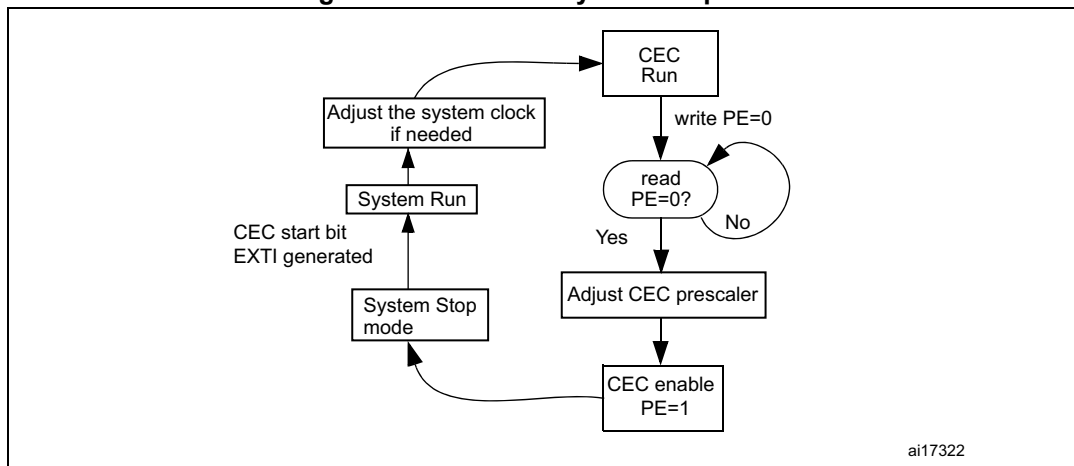 CEC
Run
write PE=0
read
PE=0?
No
Yes
Adjust CEC prescaler
CEC enable
PE=1
System Stop
mode
CEC start bit
EXTI generated
System Run
Adjust the system clock
if needed
ai17322